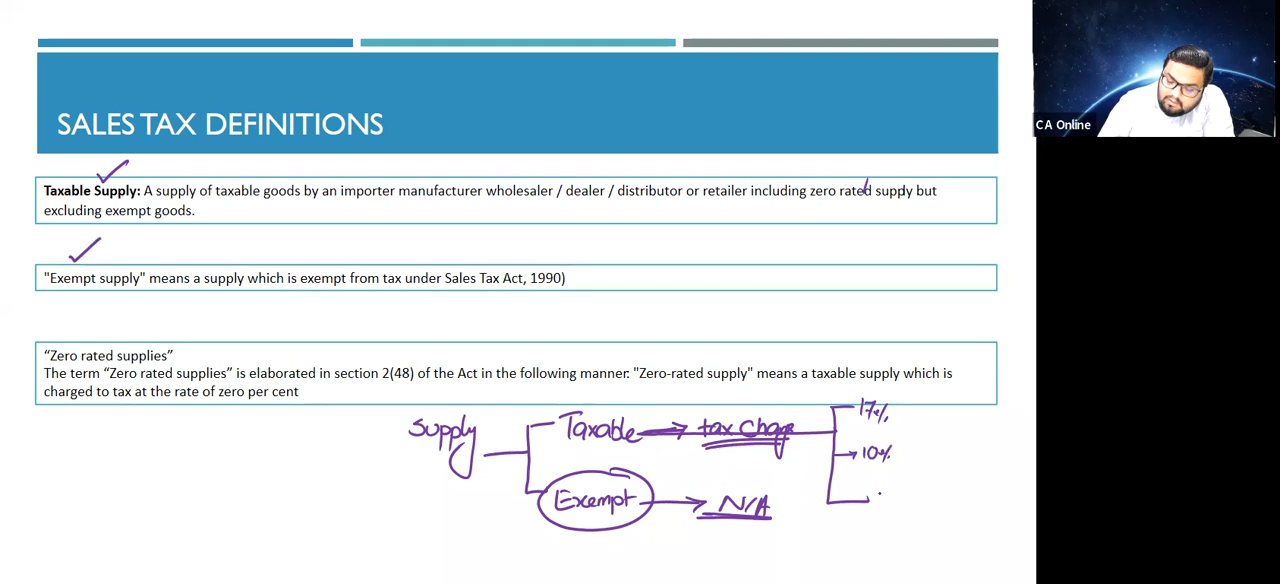 SALES TAX DEFINITIONS
CA Online
Taxable Supply: A supply of taxable goods by an importer manufacturer wholesaler / dealer / distributor or retailer including zero rated supply but
excluding exempt goods.
"Exempt supply" means a supply which is exempt from tax under Sales Tax Act, 1990)
“Zero rated supplies”
The term “Zero rated supplies” is elaborated in section 2(48) of the Act in the following manner: "Zero-rated supply" means a taxable supply which is
charged to tax at the rate of zero per cent
Supply
Taxable → tax Charge
17%
10%
Exempt → N/A